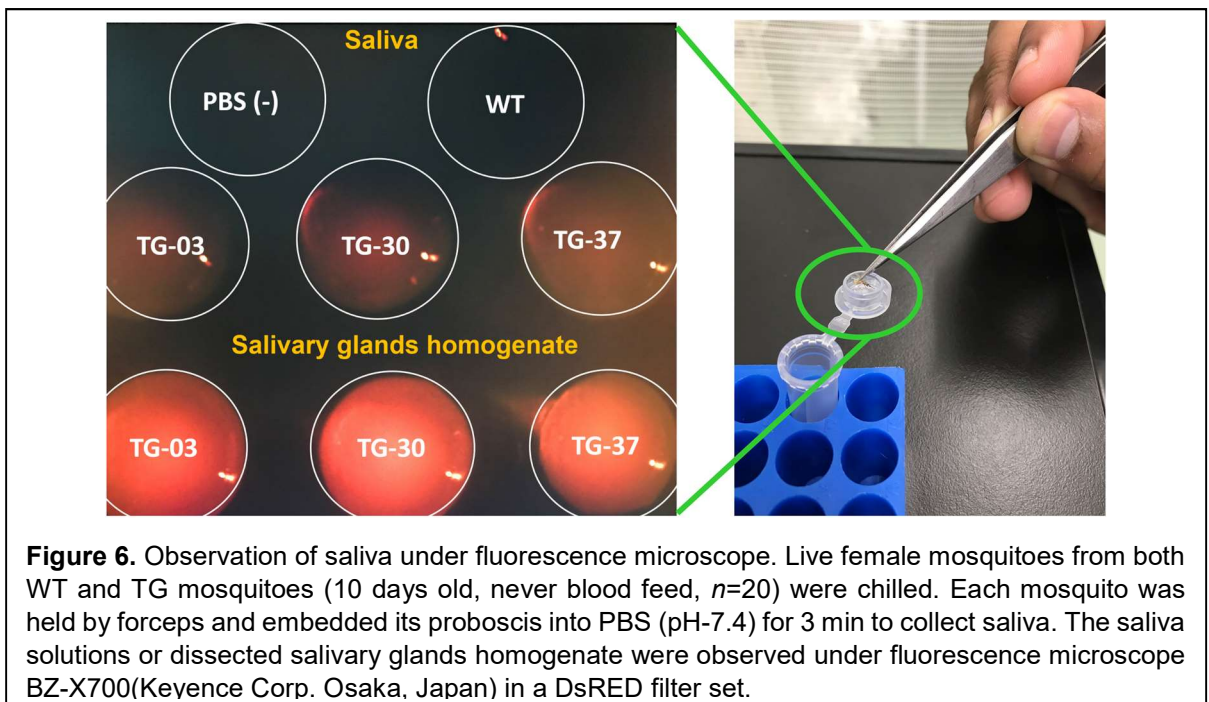 Saliva
PBS (-)
WT
TG-03
TG-30
TG-37
Salivary glands homogenate
TG-03
TG-30
TG-37
Figure 6. Observation of saliva under fluorescence microscope. Live female mosquitoes from both
WT and TG mosquitoes (10 days old, never blood feed, n=20) were chilled. Each mosquito was
held by forceps and embedded its proboscis into PBS (pH-7.4) for 3 min to collect saliva. The saliva
solutions or dissected salivary glands homogenate were observed under fluorescence microscope
BZ-X700(Keyence Corp. Osaka, Japan) in a DsRED filter set.